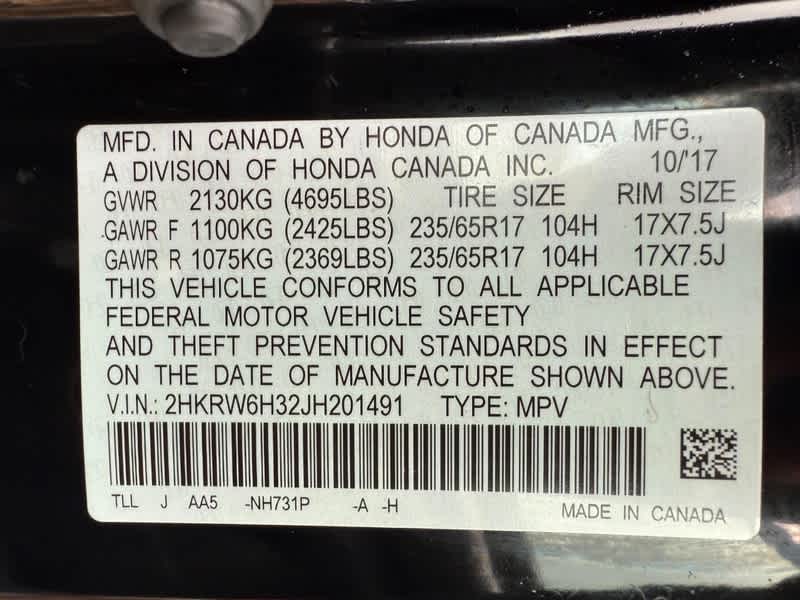 MFD. IN CANADA BY HONDA OF CANADA MFG.,
A DIVISION OF HONDA CANADA INC. 10/'17
GVWR 2130KG (4695LBS) TIRE SIZE RIM SIZE
GAWR F 1100KG (2425LBS) 235/65R17 104H 17X7.5J
GAWR R 1075KG (2369LBS) 235/65R17 104H 17X7.5J
THIS VEHICLE CONFORMS TO ALL APPLICABLE
FEDERAL MOTOR VEHICLE SAFETY
AND THEFT PREVENTION STANDARDS IN EFFECT
ON THE DATE OF MANUFACTURE SHOWN ABOVE.
V.I.N.: 2HKRW6H32JH201491 TYPE: MPV
TLL J AA5 -NH731P -A -H
MADE IN CANADA